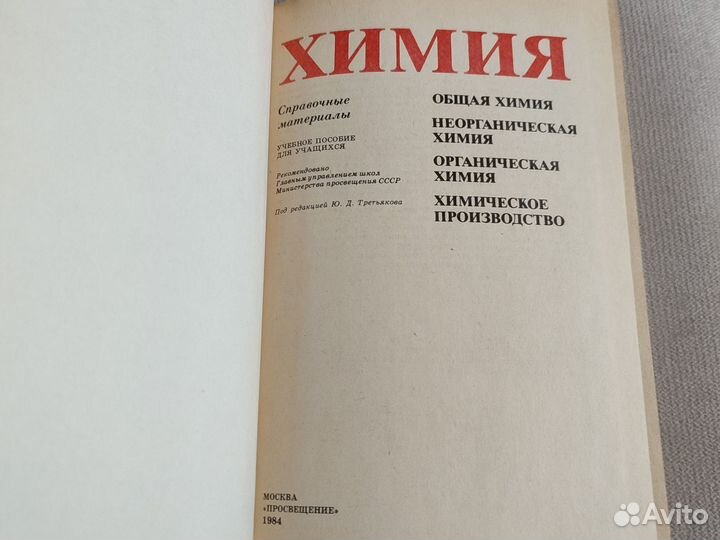 ХИМИЯ
Справочные
материалы
УЧЕБНОЕ ПОСОБИЕ
ДЛЯ УЧАЩИХСЯ
Рекомендовано
Главным управлением школ
Министерства просвещения СССР
Под редакцией Ю. Д. Третьякова
ОБЩАЯ ХИМИЯ
НЕОРГАНИЧЕСКАЯ
ХИМИЯ
ОРГАНИЧЕСКАЯ
ХИМИЯ
ХИМИЧЕСКОЕ
ПРОИЗВОДСТВО
МОСКВА
«ПРОСВЕЩЕНИЕ»
1984
Avito